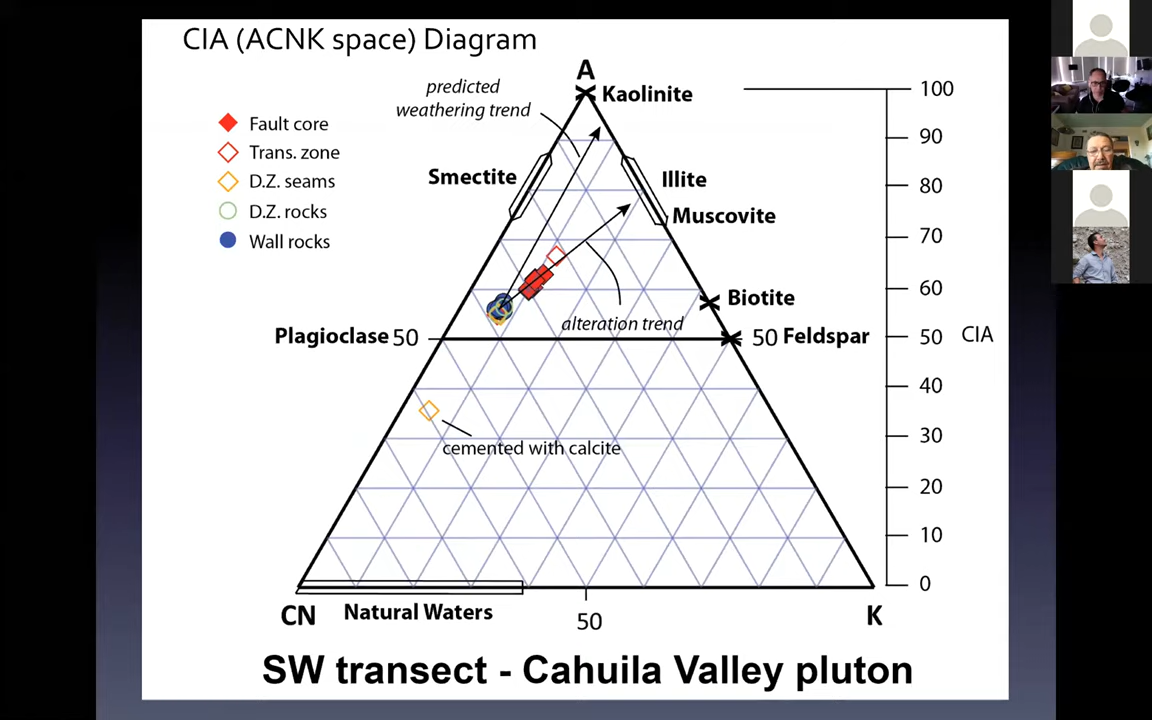 CIA (ACNK space) Diagram
A
Kaolinite
100
predicted
weathering trend
Fault core
Trans. zone
D.Z. seams
D.Z. rocks
Wall rocks
90
Smectite
Illite
80
Muscovite
70
60
Biotite
alteration trend
Plagioclase 50
50 Feldspar
50
CIA
40
cemented with calcite
30
20
10
0
CN
Natural Waters
50
K
SW transect - Cahuila Valley pluton